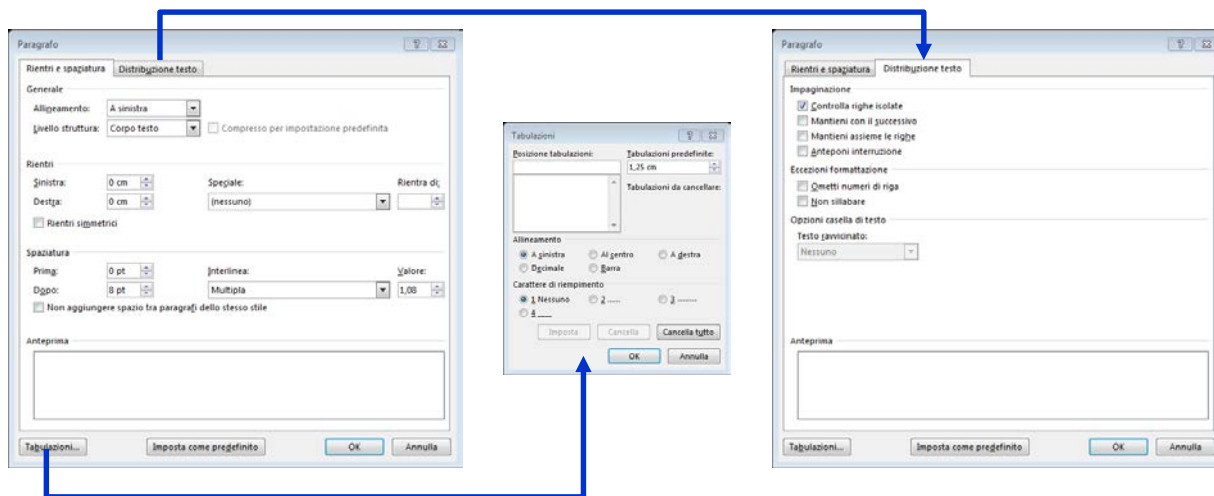 Paragrafo
Rientri e spaziatura Distribuzione testo
Generale
Allineamento: A sinistra
Livello struttura: Corpo testo Compresso per impostazione predefinita
Rientri
Sinistra: 0 cm Speciale: Rientra di:
Destra: 0 cm (nessuno)
Rientri simmetrici
Spaziatura
Prima: 0 pt Interlinea: Valore:
Dopo: 8 pt Multipla 1,08
Non aggiungere spazio tra paragrafi dello stesso stile
Anteprima
Tabulazioni... Imposta come predefinito OK Annulla
Tabulazioni
Posizione tabulazioni: Tabulazioni predefinite:
1,25 cm
Tabulazioni da cancellare:
Allineamento
A sinistra Al centro A destra
Decimale Barra
Carattere di riempimento
1 Nessuno 2 ..... 3 -------
4 ___
Imposta Cancella Cancella tutto
OK Annulla
Paragrafo
Rientri e spaziatura Distribuzione testo
Impaginazione
Controlla righe isolate
Mantieni con il successivo
Mantieni assieme le righe
Anteponi interruzione
Eccezioni formattazione
Ometti numeri di riga
Non sillabare
Opzioni casella di testo
Testo ravvicinato:
Nessuno
Anteprima
Tabulazioni... Imposta come predefinito OK Annulla